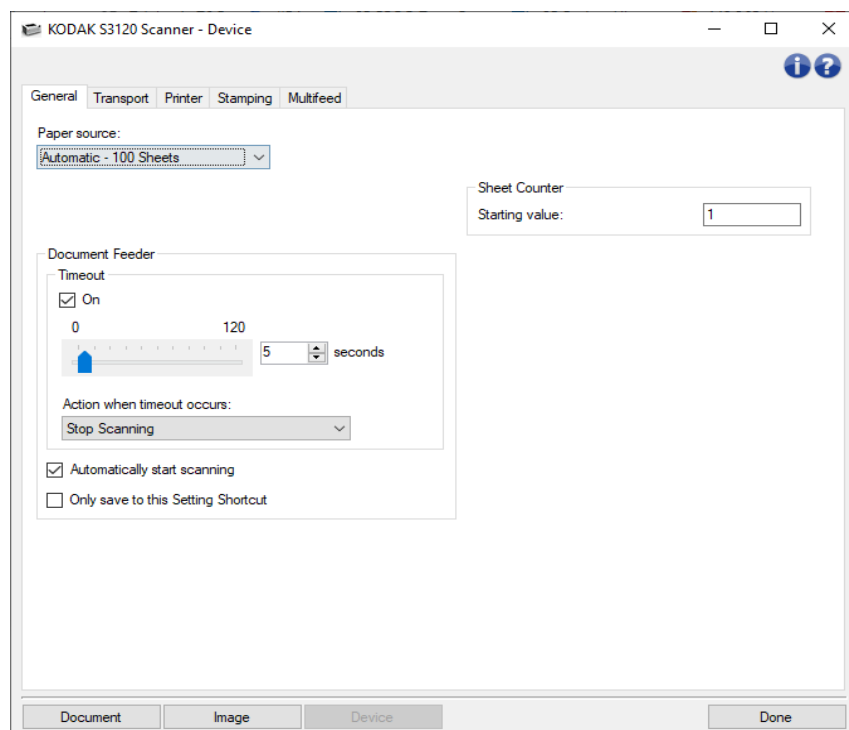 KODAK S3120 Scanner - Device
General Transport Printer Stamping Multifeed
Paper source:
Automatic - 100 Sheets
Sheet Counter
Starting value: 1
Document Feeder
Timeout
On
0 120
5 seconds
Action when timeout occurs:
Stop Scanning
Automatically start scanning
Only save to this Setting Shortcut
Document Image Device Done